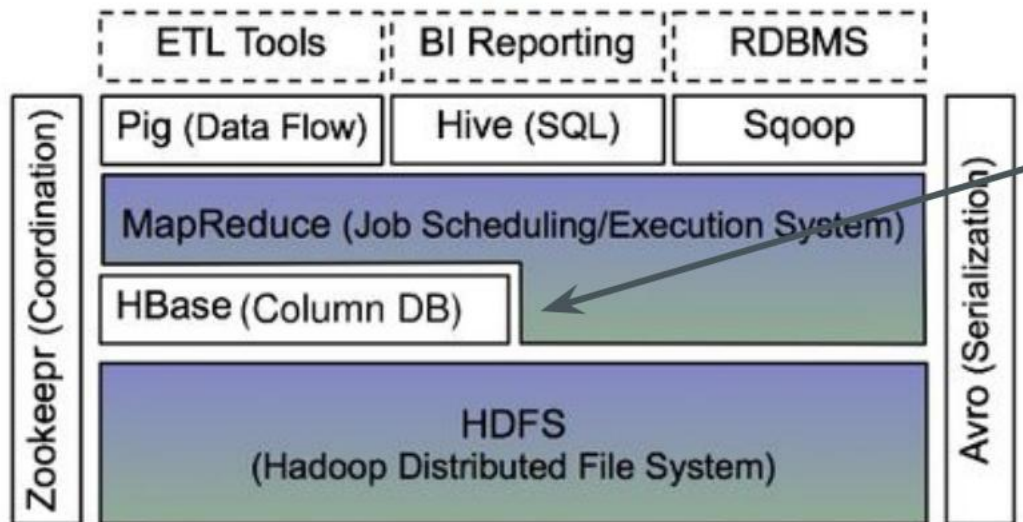 ETL Tools
BI Reporting
RDBMS
Pig (Data Flow)
Hive (SQL)
Sqoop
Zookeepr (Coordination)
MapReduce (Job Scheduling/Execution System)
HBase (Column DB)
HDFS
(Hadoop Distributed File System)
Avro (Serialization)